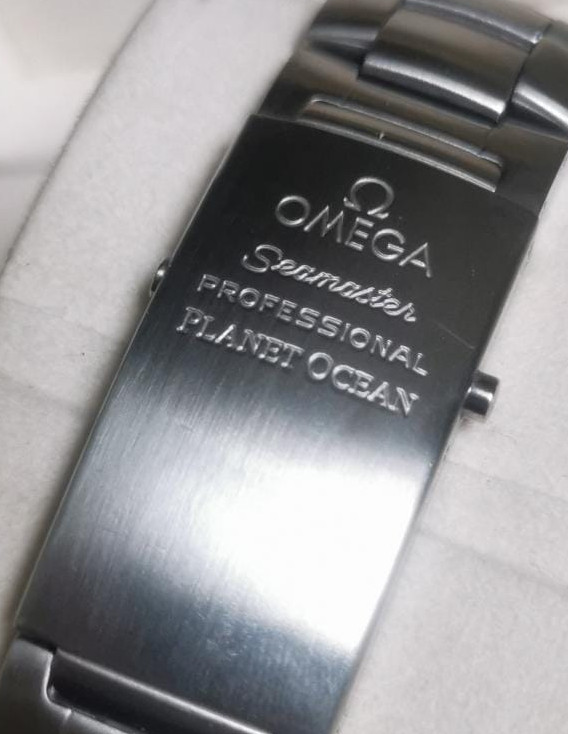 Ω
OMEGA
Seamaster
PROFESSIONAL
PLANET OCEAN